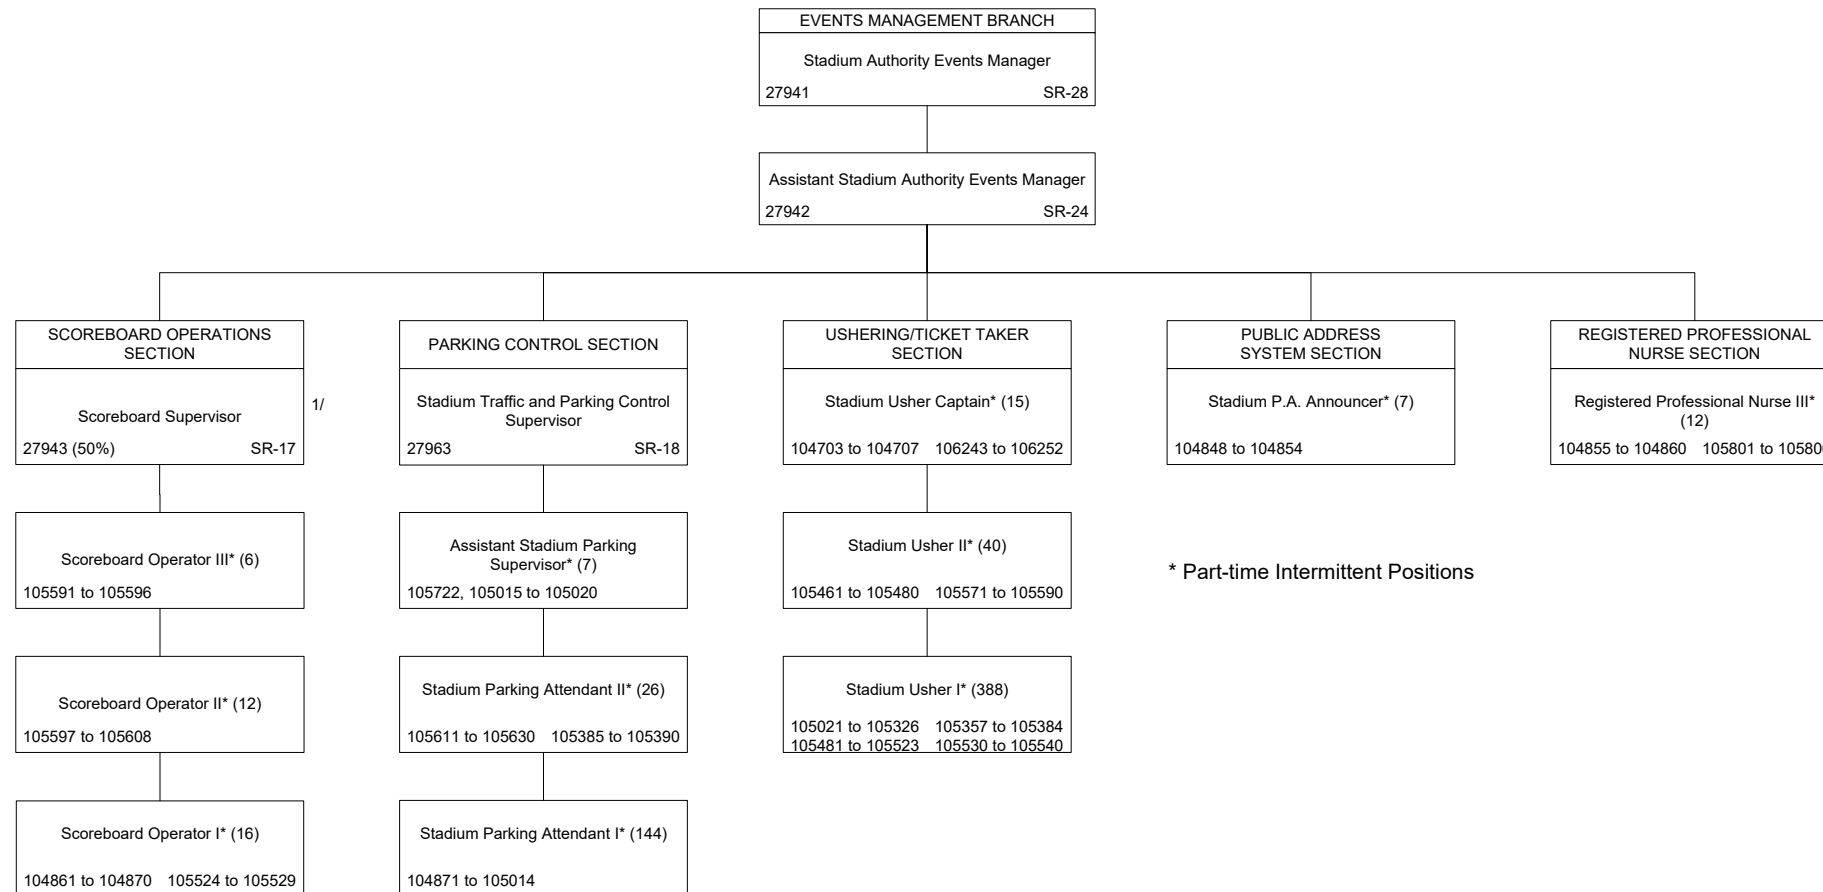 EVENTS MANAGEMENT BRANCH
Stadium Authority Events Manager
27941 SR-28
Assistant Stadium Authority Events Manager
27942 SR-24
SCOREBOARD OPERATIONS
SECTION
Scoreboard Supervisor
27943 (50%) SR-17
1/
Scoreboard Operator III* (6)
105591 to 105596
Scoreboard Operator II* (12)
105597 to 105608
Scoreboard Operator I* (16)
104861 to 104870 105524 to 105529
PARKING CONTROL SECTION
Stadium Traffic and Parking Control
Supervisor
27963 SR-18
Assistant Stadium Parking
Supervisor* (7)
105722, 105015 to 105020
Stadium Parking Attendant II* (26)
105611 to 105630 105385 to 105390
Stadium Parking Attendant I* (144)
104871 to 105014
USHERING/TICKET TAKER
SECTION
Stadium Usher Captain* (15)
104703 to 104707 106243 to 106252
Stadium Usher II* (40)
105461 to 105480 105571 to 105590
Stadium Usher I* (388)
105021 to 105326 105357 to 105384
105481 to 105523 105530 to 105540
PUBLIC ADDRESS
SYSTEM SECTION
Stadium P.A. Announcer* (7)
104848 to 104854
REGISTERED PROFESSIONAL
NURSE SECTION
Registered Professional Nurse III*
(12)
104855 to 104860 105801 to
* Part-time Intermittent Positions